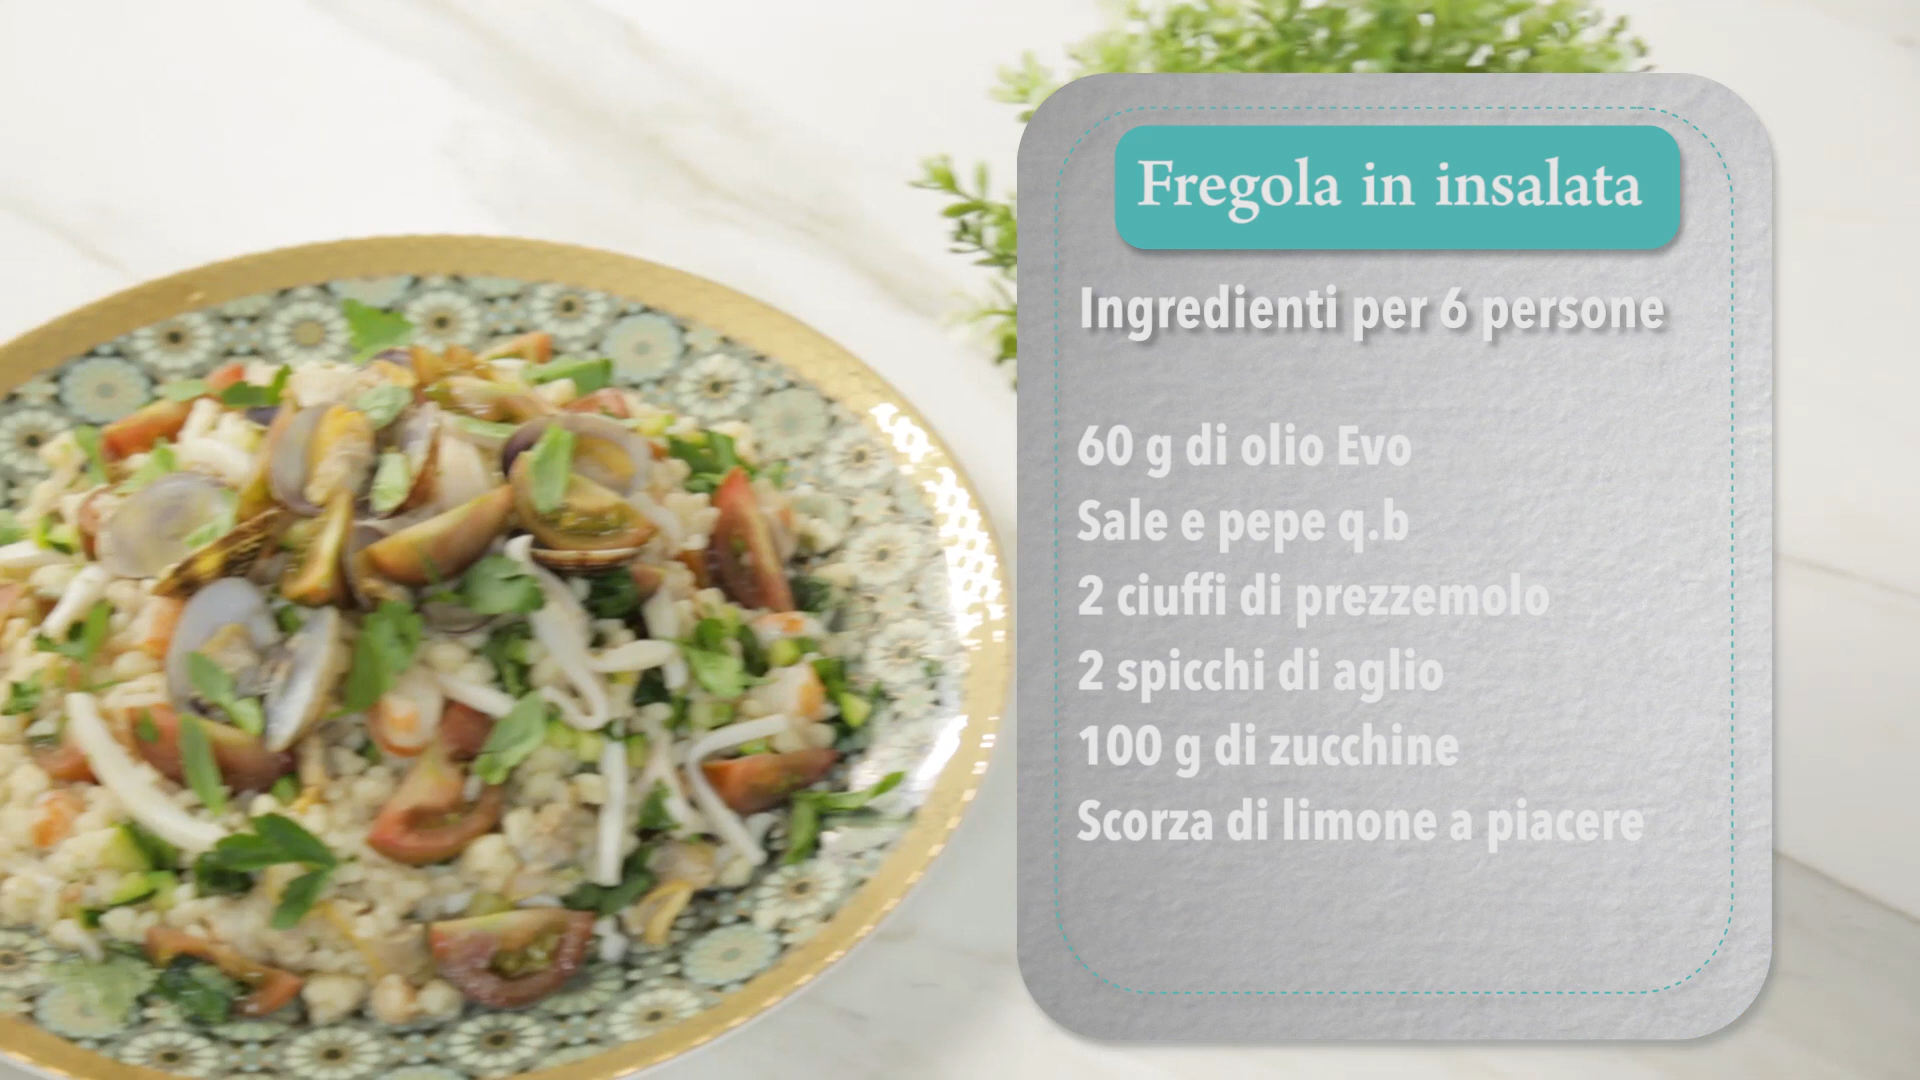 Fregola in insalata
Ingredienti per 6 persone
60 g di olio Evo
Sale e pepe q.b
2 ciuffi di prezzemolo
2 spicchi di aglio
100 g di zucchine
Scorza di limone a piacere